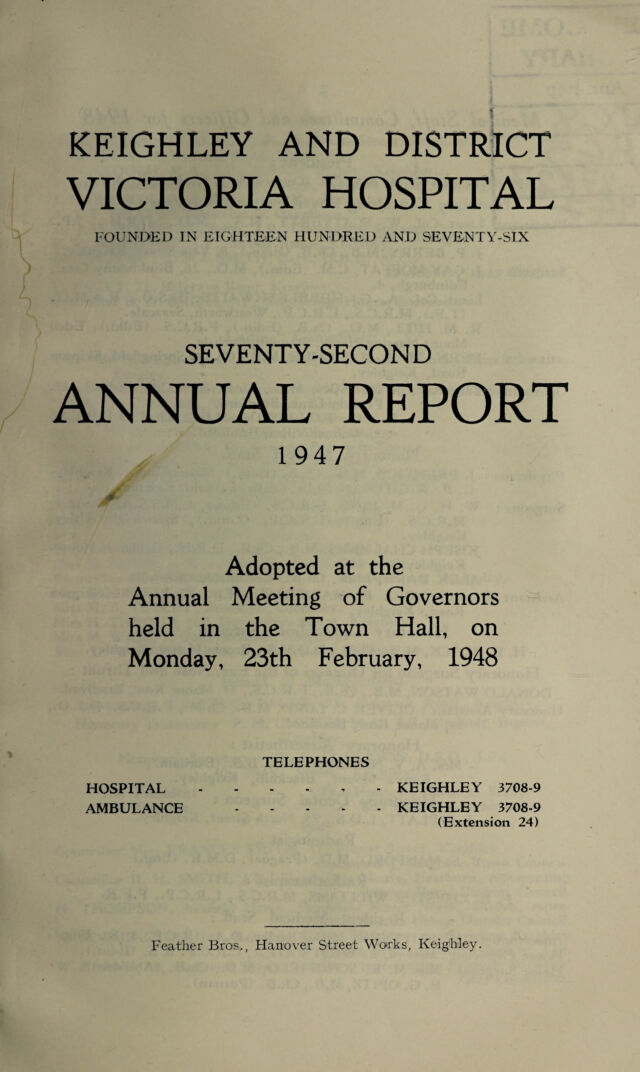 KEIGHLEY AND DISTRICT
VICTORIA HOSPITAL
FOUNDED IN EIGHTEEN HUNDRED AND SEVENTY-SIX
SEVENTY-SECOND
ANNUAL REPORT
1947
Adopted at the
Annual Meeting of Governors
held in the Town Hall, on
Monday, 23th February, 1948
TELEPHONES
HOSPITAL - - - - - - KEIGHLEY 3708-9
AMBULANCE - - - - - KEIGHLEY 3708-9
(Extension 24)
Feather Bros., Hanover Street Works, Keighley.